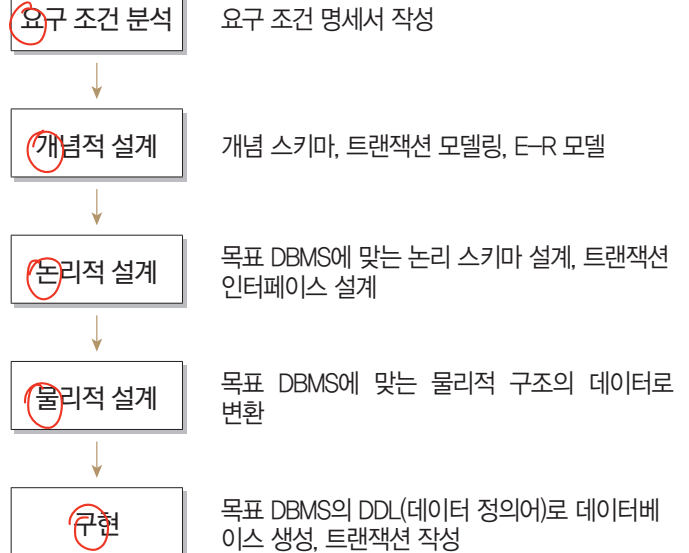 요구 조건 분석
요구 조건 명세서 작성
개념적 설계
개념 스키마, 트랜잭션 모델링, E-R 모델
논리적 설계
목표 DBMS에 맞는 논리 스키마 설계, 트랜잭션
인터페이스 설계
물리적 설계
목표 DBMS에 맞는 물리적 구조의 데이터로
변환
구현
목표 DBMS의 DDL(데이터 정의어)로 데이터베
이스 생성, 트랜잭션 작성